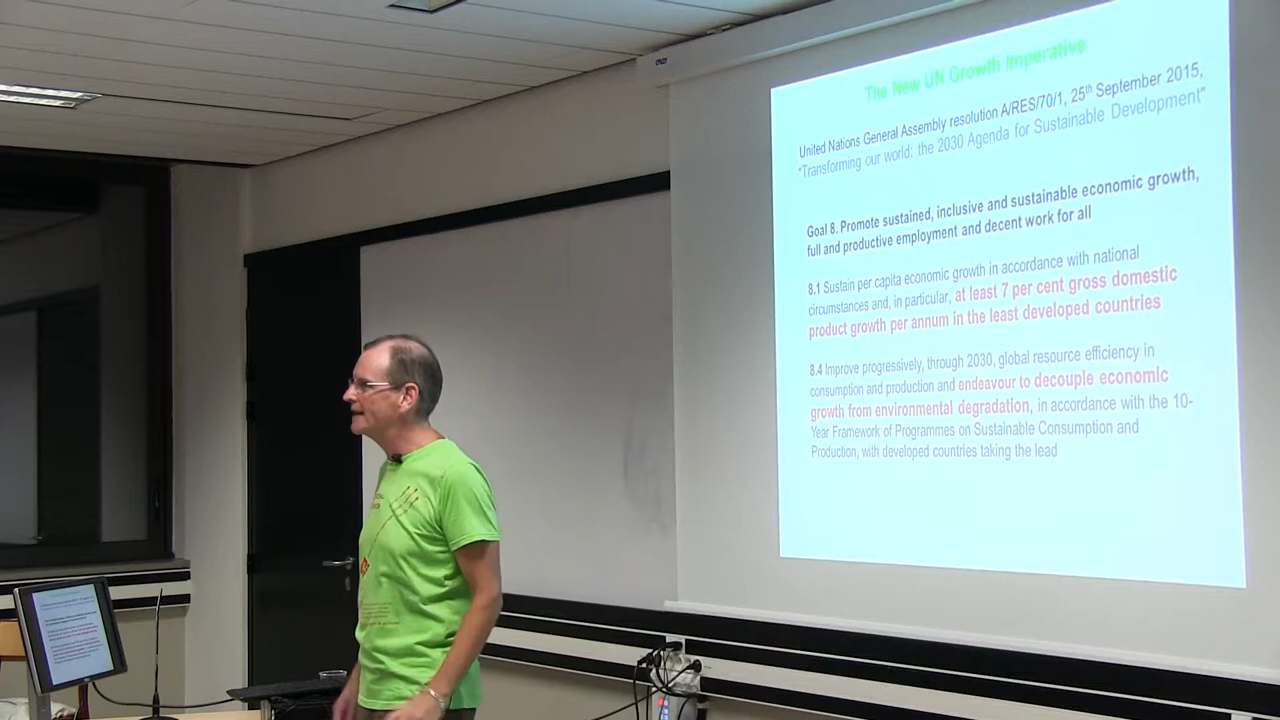 The New UN Growth Imperative
United Nations General Assembly resolution A/RES/70/1, 25th September 2015,
"Transforming our world: the 2030 Agenda for Sustainable Development"
Goal 8. Promote sustained, inclusive and sustainable economic growth,
full and productive employment and decent work for all
8.1 Sustain per capita economic growth in accordance with national
circumstances and, in particular, at least 7 per cent gross domestic
product growth per annum in the least developed countries
8.4 Improve progressively, through 2030, global resource efficiency in
consumption and production and endeavour to decouple economic
growth from environmental degradation, in accordance with the 10-
Year Framework of Programmes on Sustainable Consumption and
Production, with developed countries taking the lead